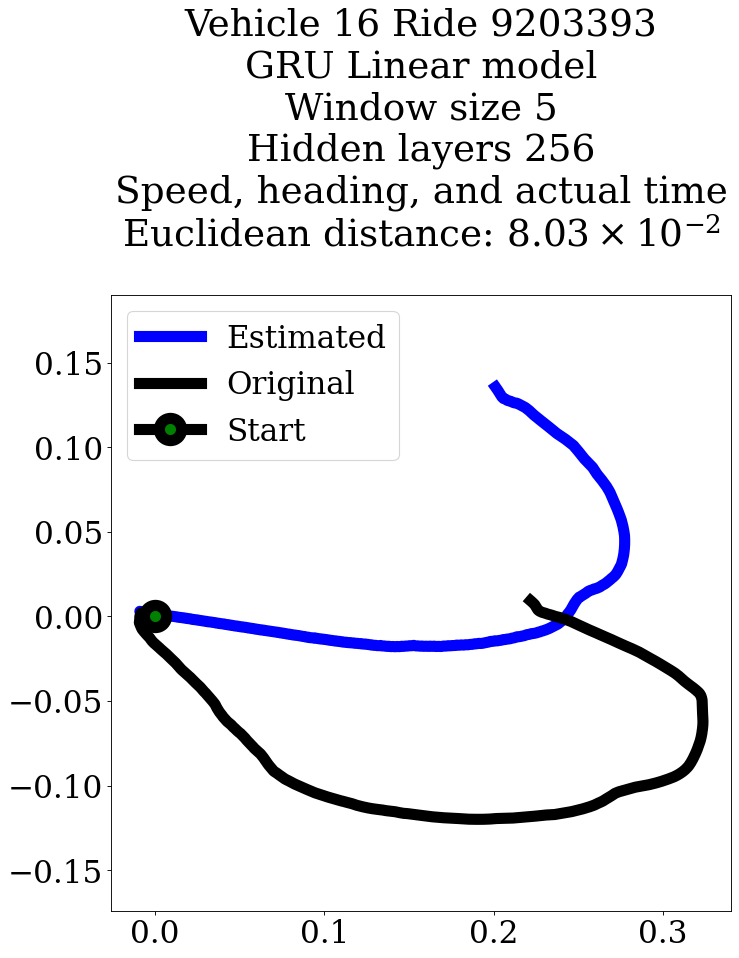 Vehicle 16 Ride 9203393
GRU Linear model
Window size 5
Hidden layers 256
Speed, heading, and actual time
Euclidean distance: 8.03 × 10⁻²
Estimated
Original
Start
0.15
0.10
0.05
0.00
−0.05
−0.10
−0.15
0.0 0.1 0.2 0.3